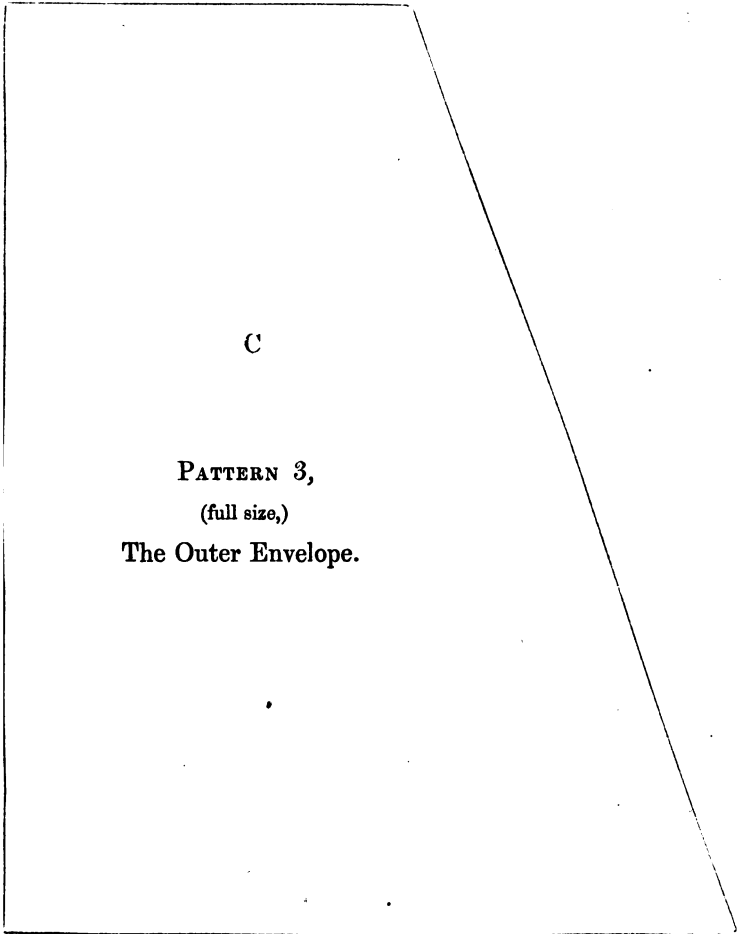 C
Pattern 3,
(full size,)
The Outer Envelope.